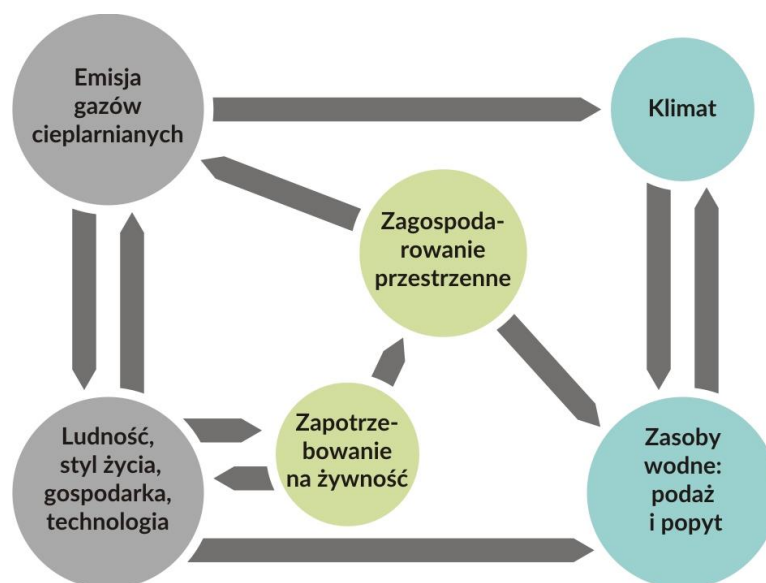 Emisja
gazów
cieplarnianych
Klimat
Zagospoda-
rowanie
przestrzenne
Ludność,
styl życia,
gospodarka,
technologia
Zapotrze-
bowanie
na żywność
Zasoby
wodne:
podaż
i popyt